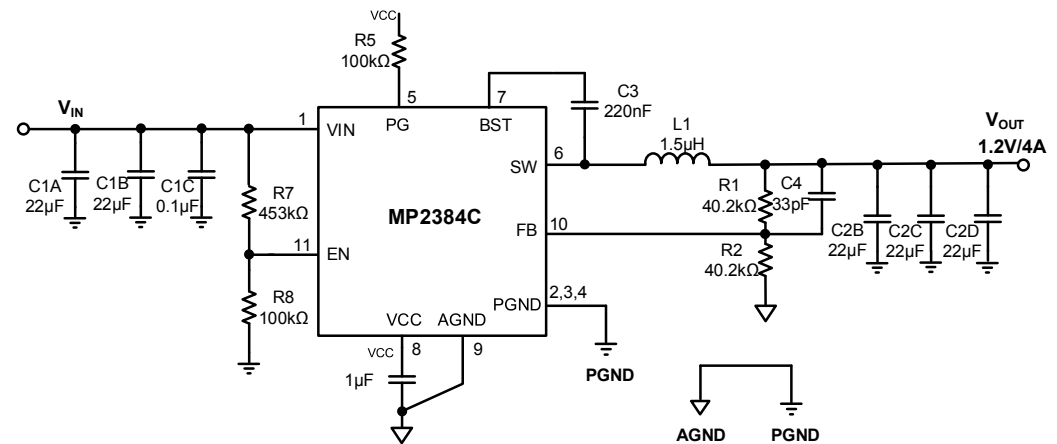 VCC
R5
100kΩ
5
PG
7
BST
C3
220nF
VIN
1
VIN
C1A
22µF
C1B
22µF
C1C
0.1µF
R7
453kΩ
11
EN
R8
100kΩ
MP2384C
6
SW
L1
1.5µH
VOUT
1.2V/4A
R1
40.2kΩ
C4
33pF
FB
10
R2
40.2kΩ
C2B
22µF
C2C
22µF
C2D
22µF
PGND
2,3,4
PGND
VCC
AGND
VCC
8
9
1µF
AGND
PGND